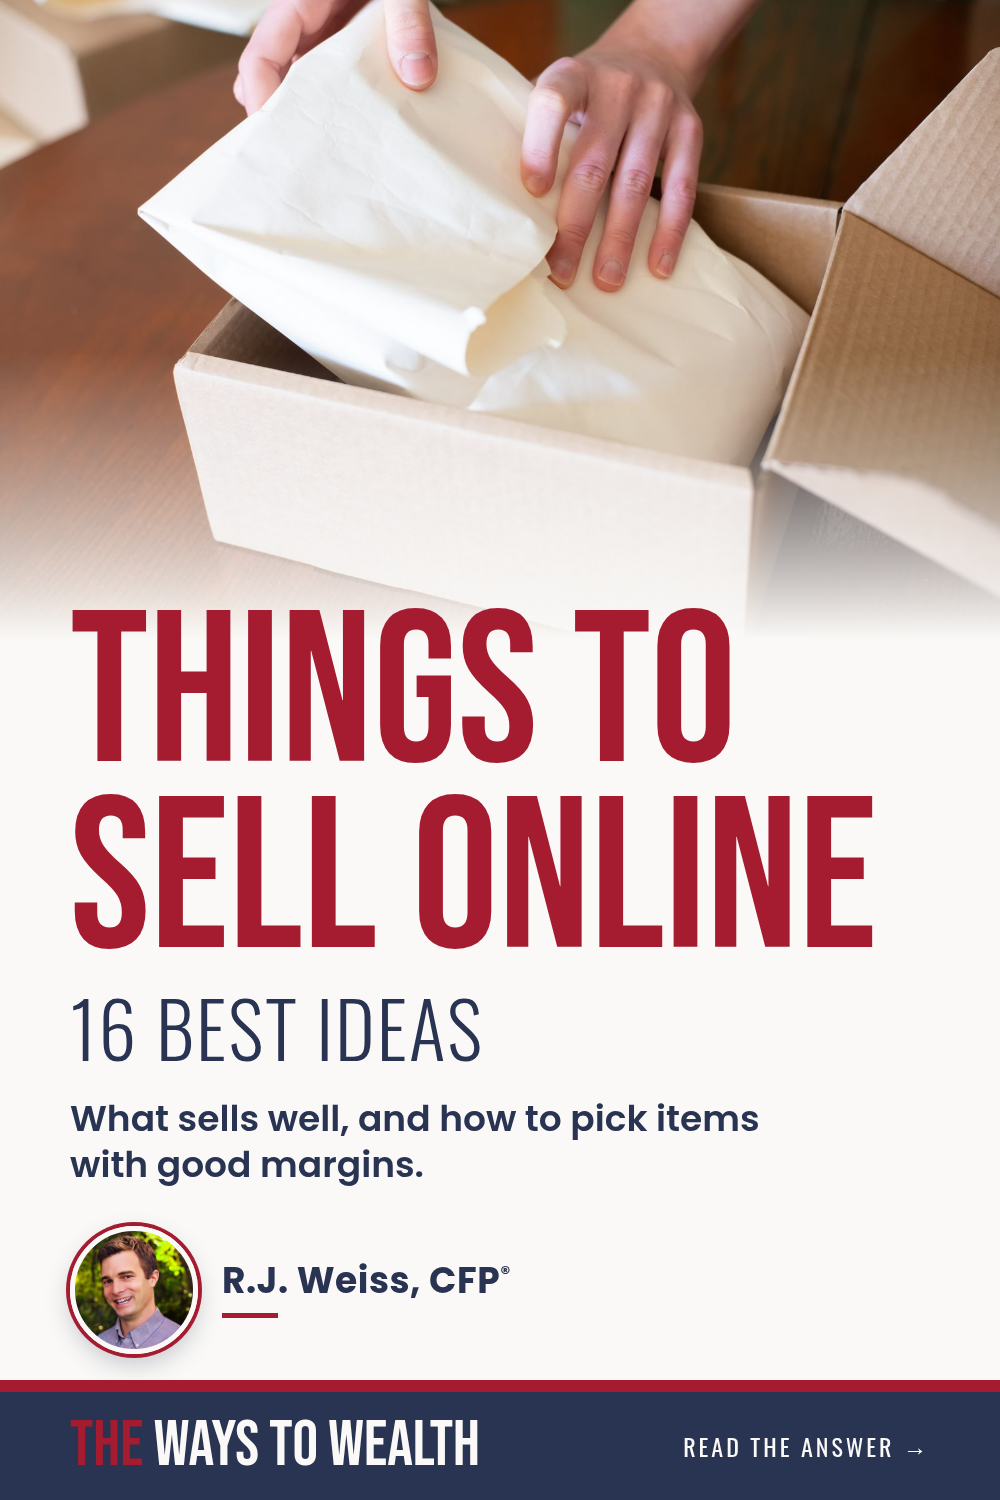 THINGS TO
SELL ONLINE
16 BEST IDEAS
What sells well, and how to pick items
with good margins.
R.J. Weiss, CFP®
THE WAYS TO WEALTH
READ THE ANSWER →